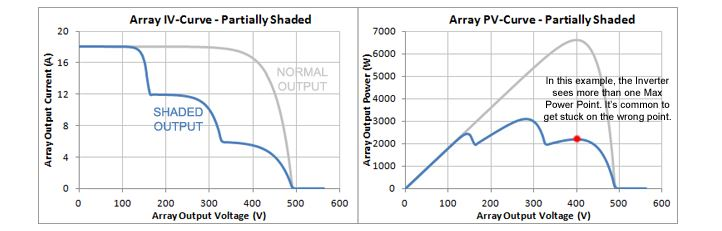 Array IV-Curve - Partially Shaded
20
16
12
8
4
0
Array Output Current (A)
NORMAL
OUTPUT
SHADED
OUTPUT
0 100 200 300 400 500 600
Array Output Voltage (V)
Array PV-Curve - Partially Shaded
7000
6000
5000
4000
3000
2000
1000
0
Array Output Power (W)
In this example, the Inverter
sees more than one Max
Power Point. It's common to
get stuck on the wrong point.
0 100 200 300 400 500 600
Array Output Voltage (V)